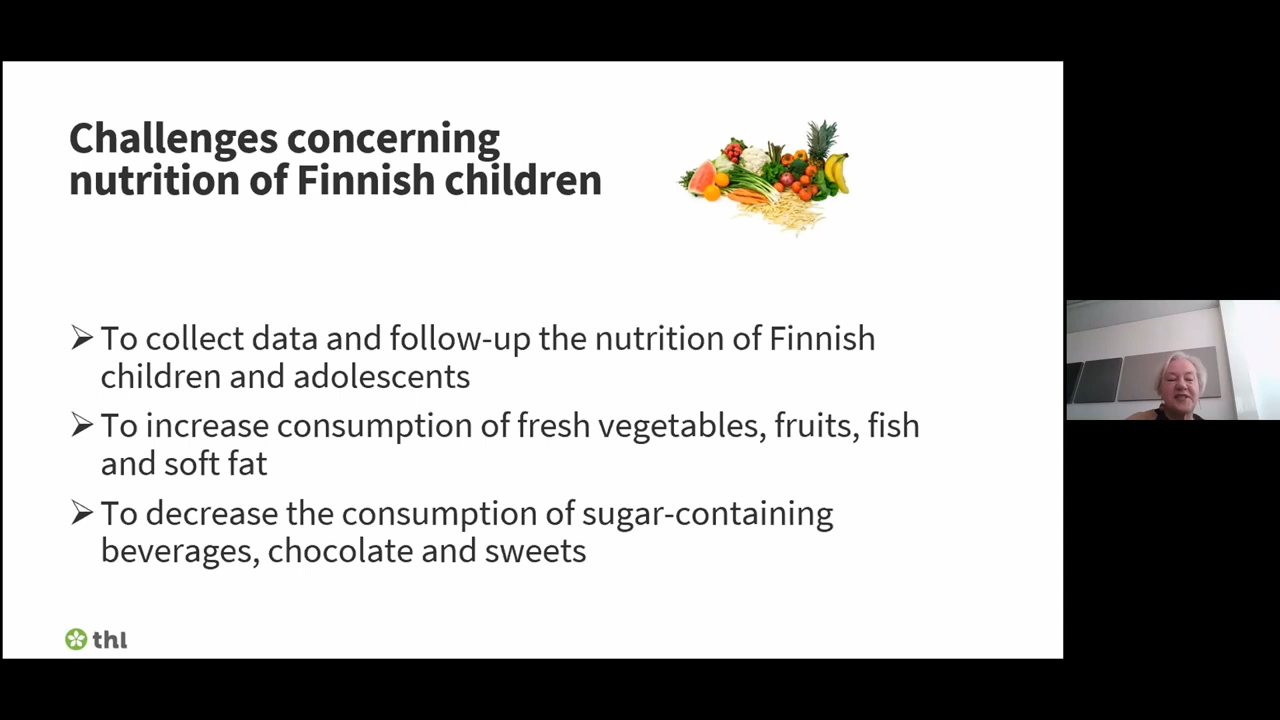 Challenges concerning
nutrition of Finnish children
➢ To collect data and follow-up the nutrition of Finnish
children and adolescents
➢ To increase consumption of fresh vegetables, fruits, fish
and soft fat
➢ To decrease the consumption of sugar-containing
beverages, chocolate and sweets
thl